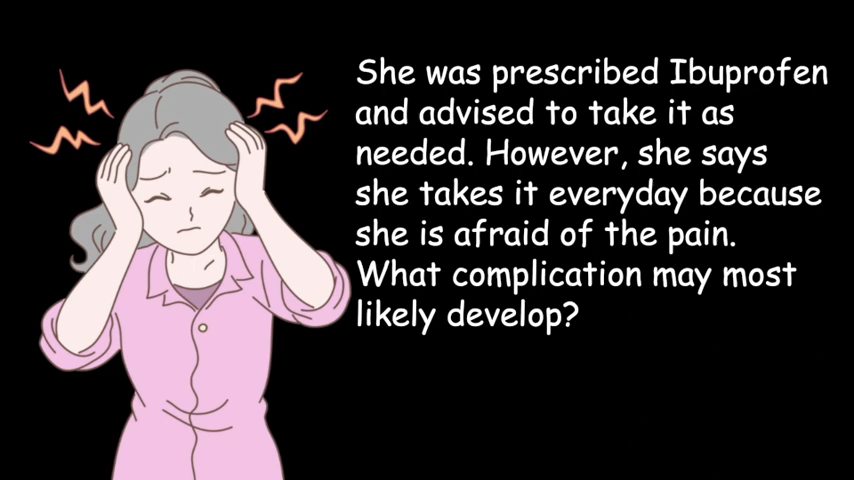 She was prescribed Ibuprofen
and advised to take it as
needed. However, she says
she takes it everyday because
she is afraid of the pain.
What complication may most
likely develop?